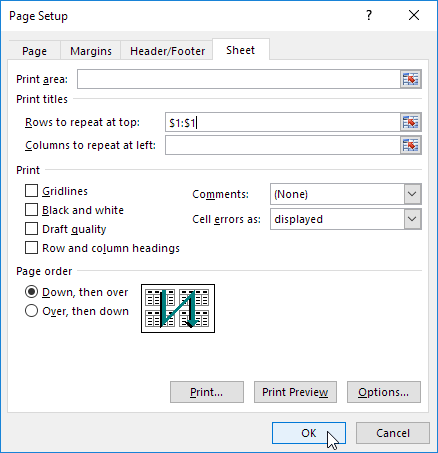 Page Setup ? ×
Page Margins Header/Footer Sheet
Print area:
Print titles
Rows to repeat at top: $1:$1
Columns to repeat at left:
Print
Gridlines Comments: (None)
Black and white Cell errors as: displayed
Draft quality
Row and column headings
Page order
Down, then over
Over, then down
Print... Print Preview Options...
OK Cancel